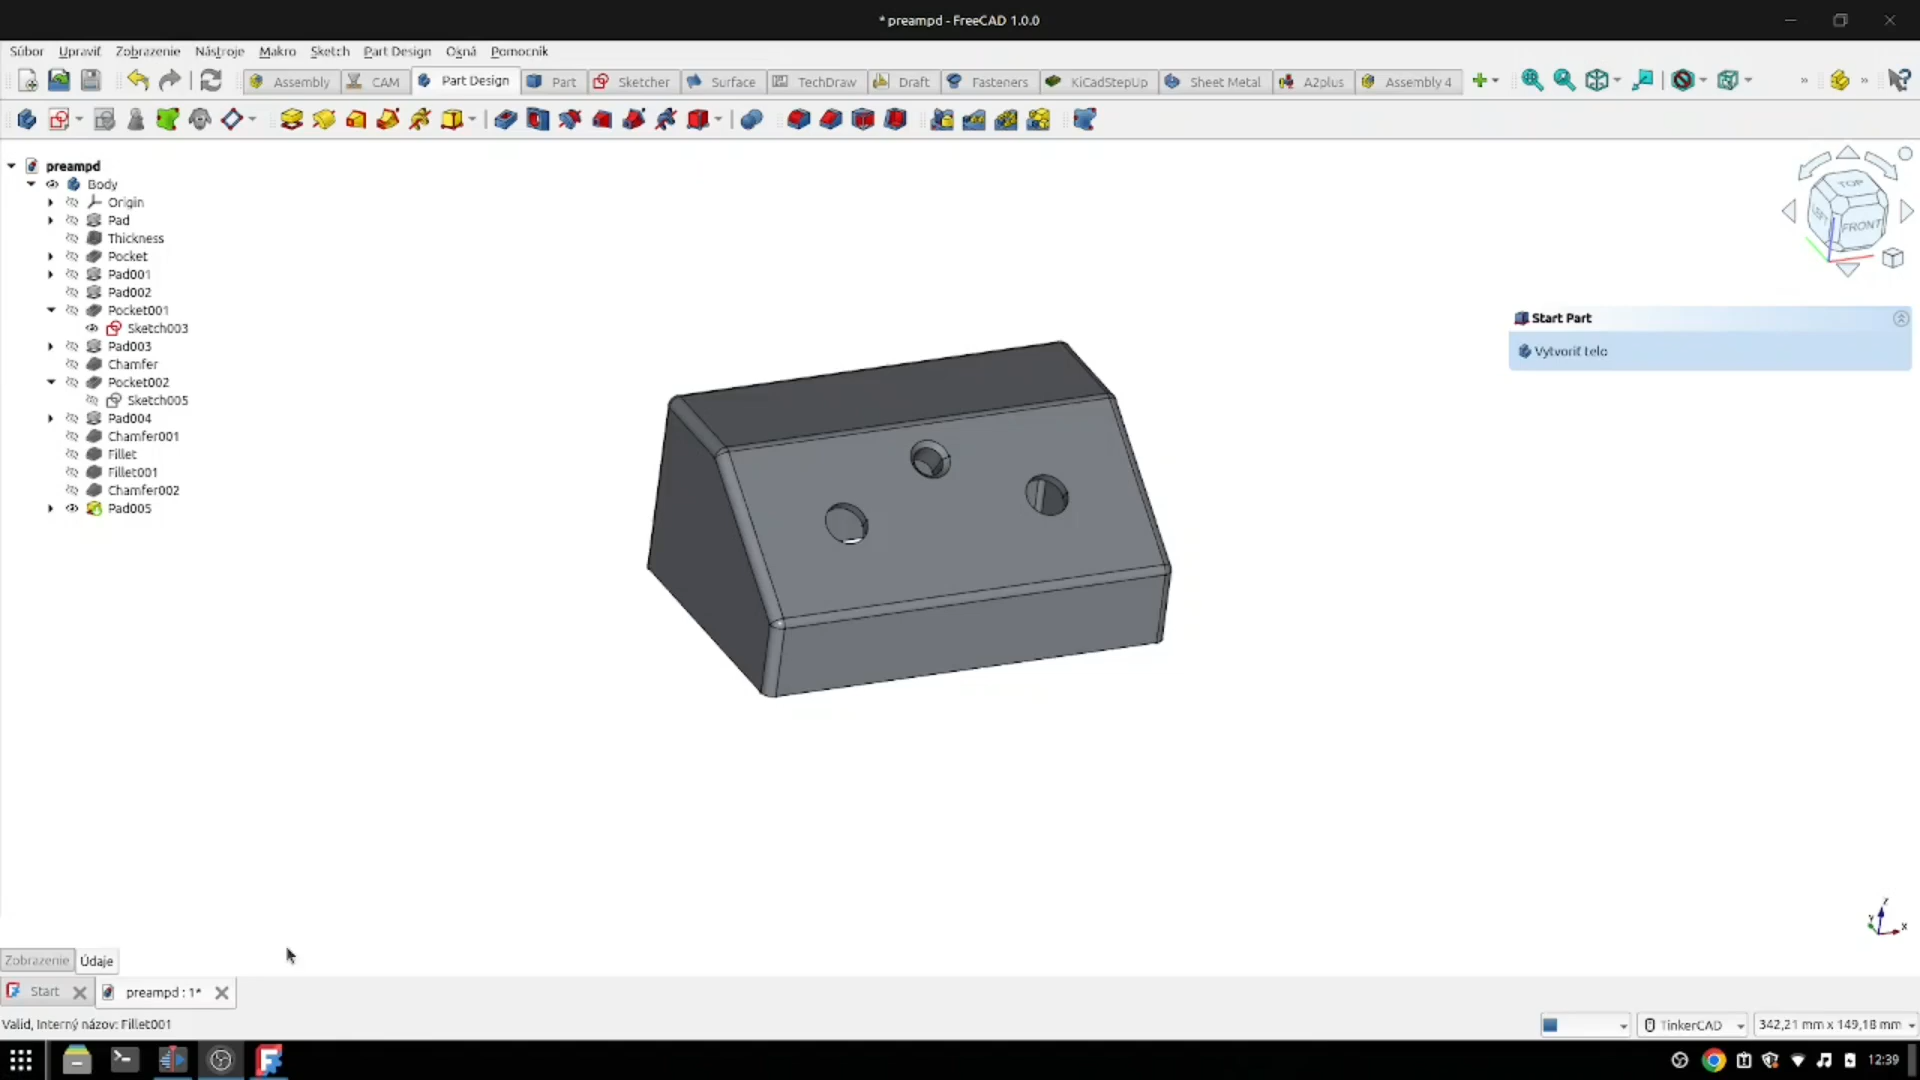 * preampd - FreeCAD 1.0.0
Súbor Upraviť Zobrazenie Nástroje Makro Sketch Part Design Okná Pomocník
Assembly CAM Part Design Part Sketcher Surface TechDraw Draft Fasteners KiCadStepUp Sheet Metal A2plus Assembly 4
preampd
Body
Origin
Pad
Thickness
Pocket
Pad001
Pad002
Pocket001
Sketch003
Pad003
Chamfer
Pocket002
Sketch005
Pad004
Chamfer001
Fillet
Fillet001
Chamfer002
Pad005
TOP
LEFT
FRONT
Start Part
Vytvoriť telo
Z
Y
X
Zobrazenie Údaje
Start preampd : 1*
Valid, Interný názov: Fillet001
TinkerCAD 342,21 mm x 149,18 mm
12:39